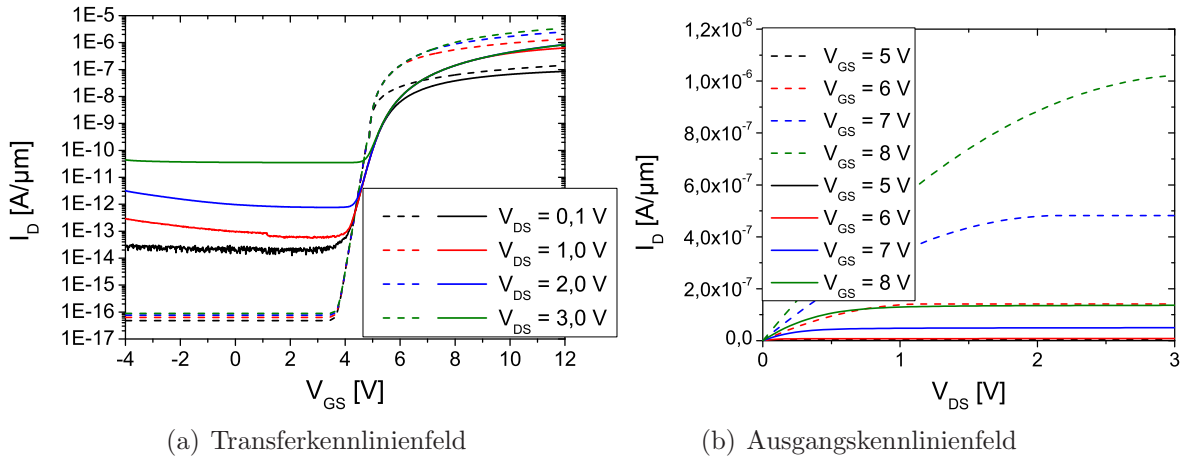 1E-5
1E-6
1E-7
1E-8
1E-9
1E-10
1E-11
1E-12
1E-13
1E-14
1E-15
1E-16
1E-17
I_D [A/µm]
-4 -2 0 2 4 6 8 10 12
V_GS [V]
V_DS = 0,1 V
V_DS = 1,0 V
V_DS = 2,0 V
V_DS = 3,0 V
(a) Transferkennlinienfeld
1,2x10^-6
1,0x10^-6
8,0x10^-7
6,0x10^-7
4,0x10^-7
2,0x10^-7
0,0
I_D [A/µm]
V_GS = 5 V
V_GS = 6 V
V_GS = 7 V
V_GS = 8 V
V_GS = 5 V
V_GS = 6 V
V_GS = 7 V
V_GS = 8 V
0 1 2 3
V_DS [V]
(b) Ausgangskennlinienfeld